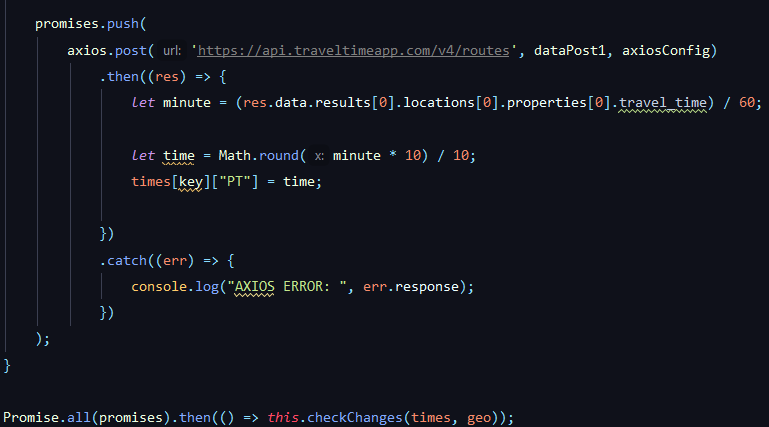 promises.push(
axios.post( url: 'https://api.traveltimeapp.com/v4/routes', dataPost1, axiosConfig)
.then((res) => {
let minute = (res.data.results[0].locations[0].properties[0].travel_time) / 60;
let time = Math.round( x: minute * 10) / 10;
times[key]["PT"] = time;
})
.catch((err) => {
console.log("AXIOS ERROR: ", err.response);
})
);
}
Promise.all(promises).then(() => this.checkChanges(times, geo));